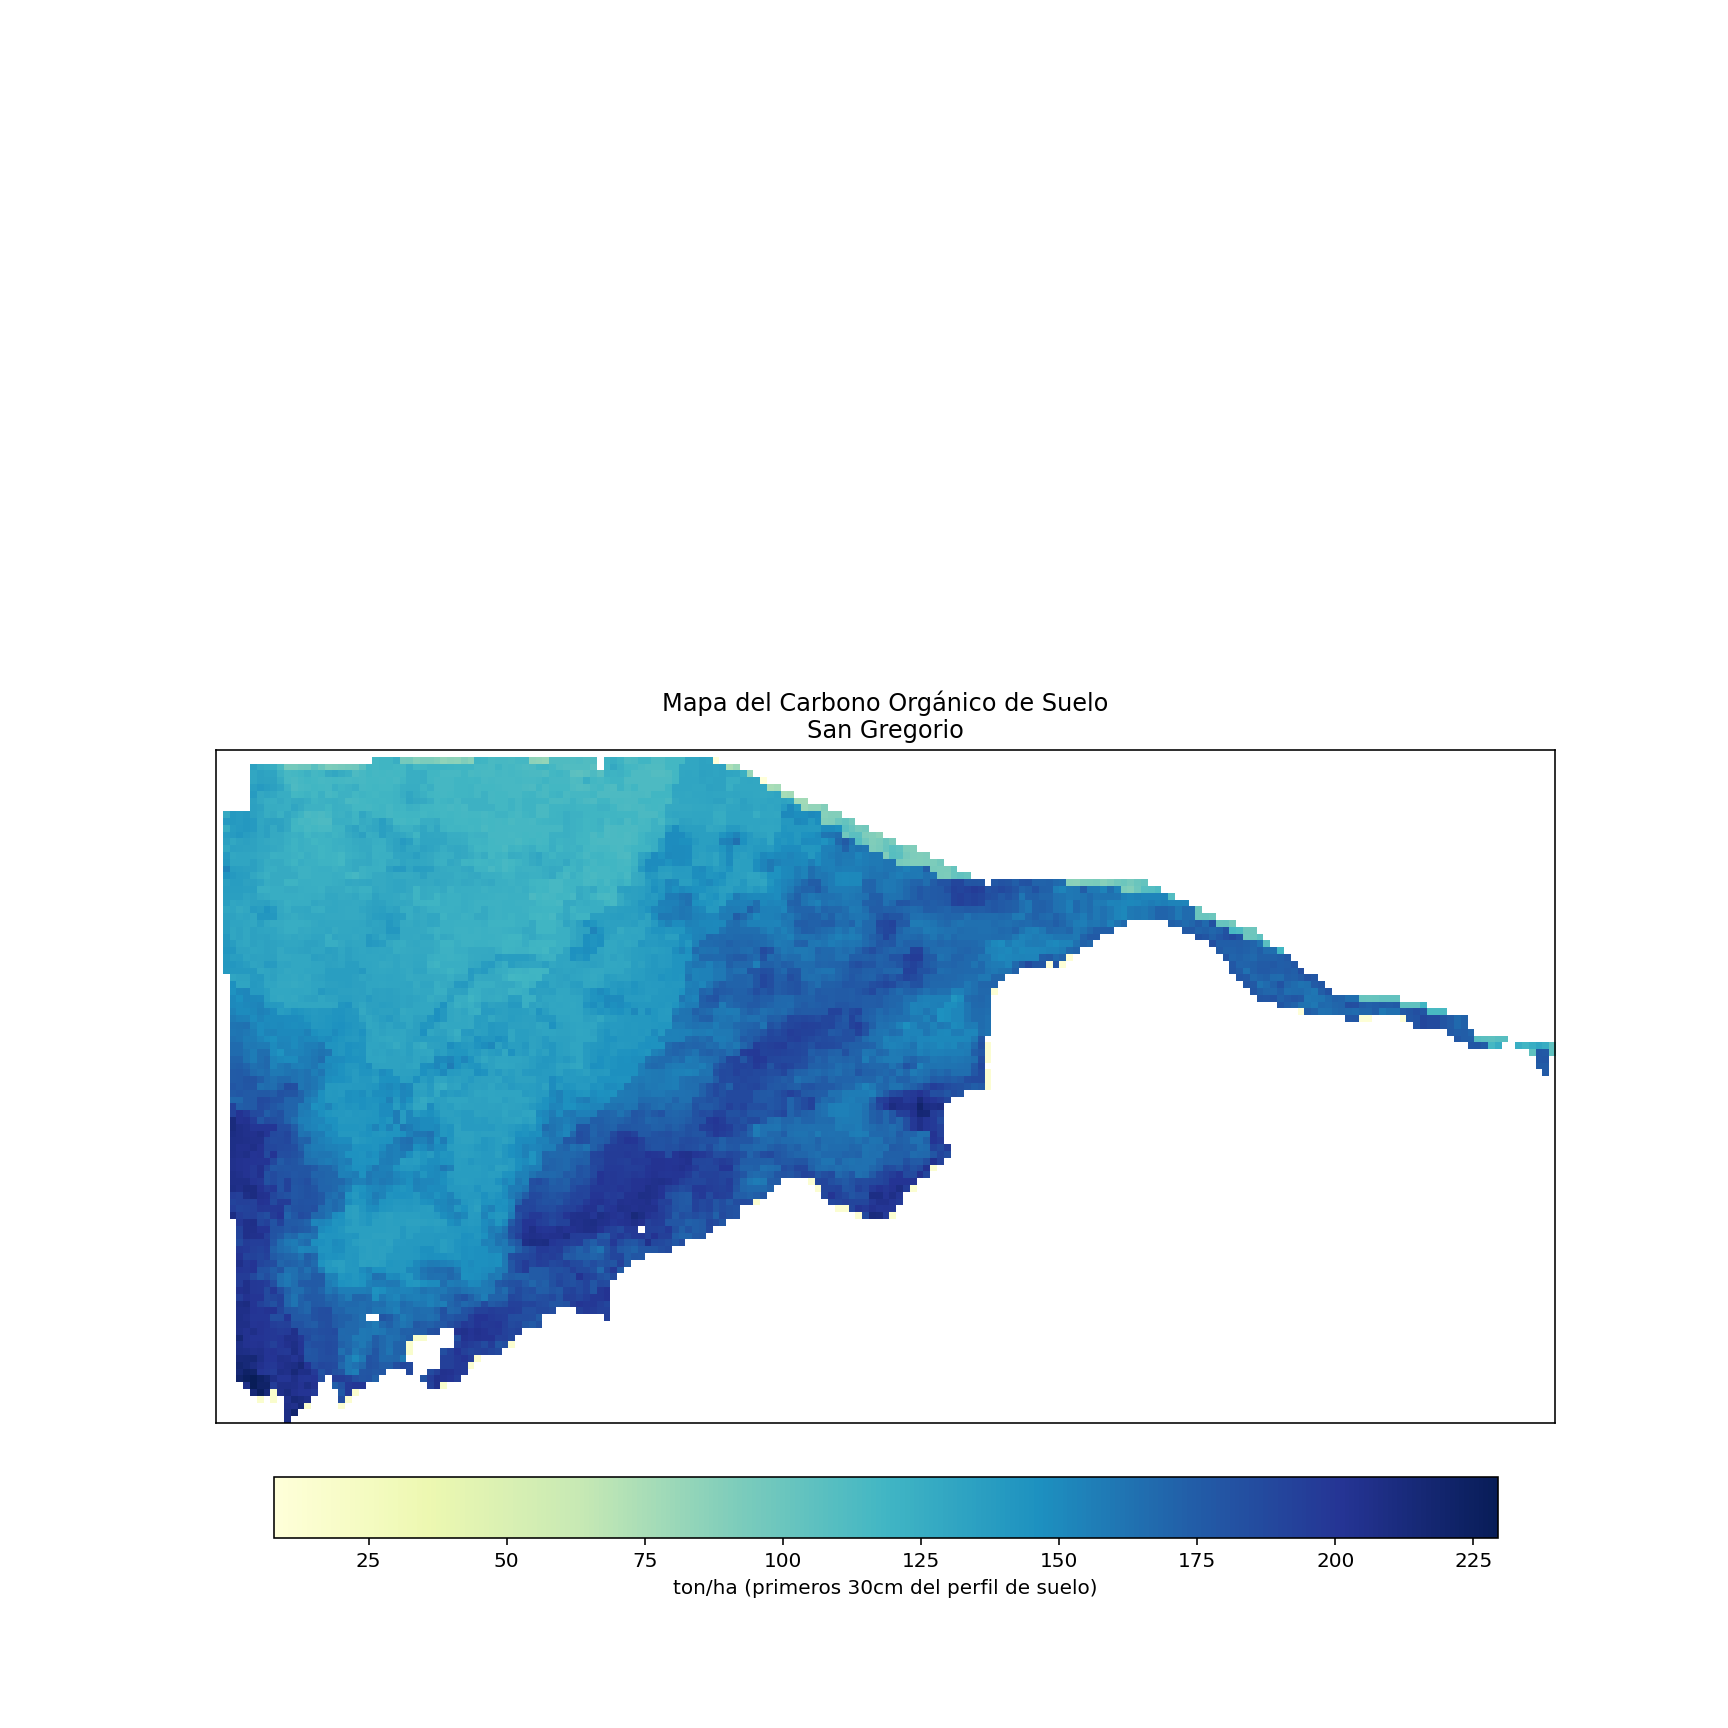 Mapa del Carbono Orgánico de Suelo
San Gregorio
25 50 75 100 125 150 175 200 225
ton/ha (primeros 30cm del perfil de suelo)